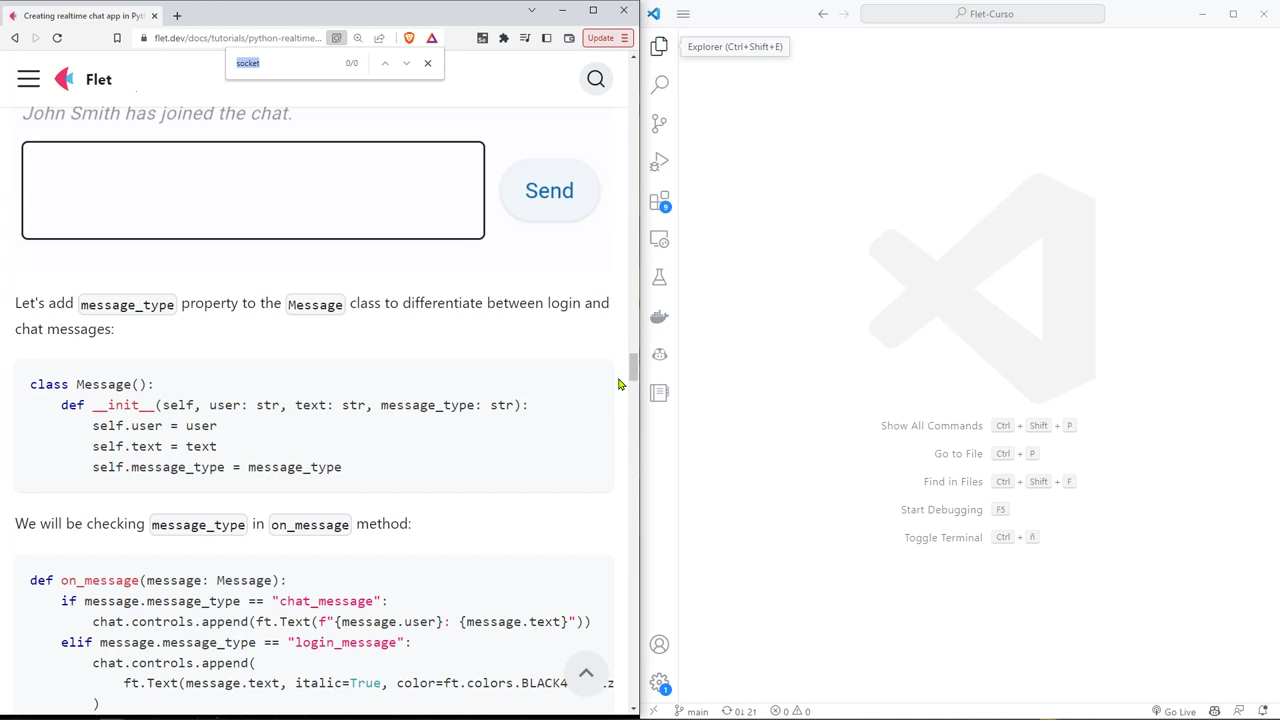 Creating realtime chat app in Pyt
flet.dev/docs/tutorials/python-realtime...
Update
socket
0/0
Flet
John Smith has joined the chat.
Send
Let's add message_type property to the Message class to differentiate between login and
chat messages:
class Message():
def __init__(self, user: str, text: str, message_type: str):
self.user = user
self.text = text
self.message_type = message_type
We will be checking message_type in on_message method:
def on_message(message: Message):
if message.message_type == "chat_message":
chat.controls.append(ft.Text(f"{message.user}: {message.text}"))
elif message.message_type == "login_message":
chat.controls.append(
ft.Text(message.text, italic=True, color=ft.colors.BLACK4
)
Flet-Curso
Explorer (Ctrl+Shift+E)
9
Show All Commands Ctrl + Shift + P
Go to File Ctrl + P
Find in Files Ctrl + Shift + F
Start Debugging F5
Toggle Terminal Ctrl + ñ
1
main 0↓ 2↑ 0 0 Go Live